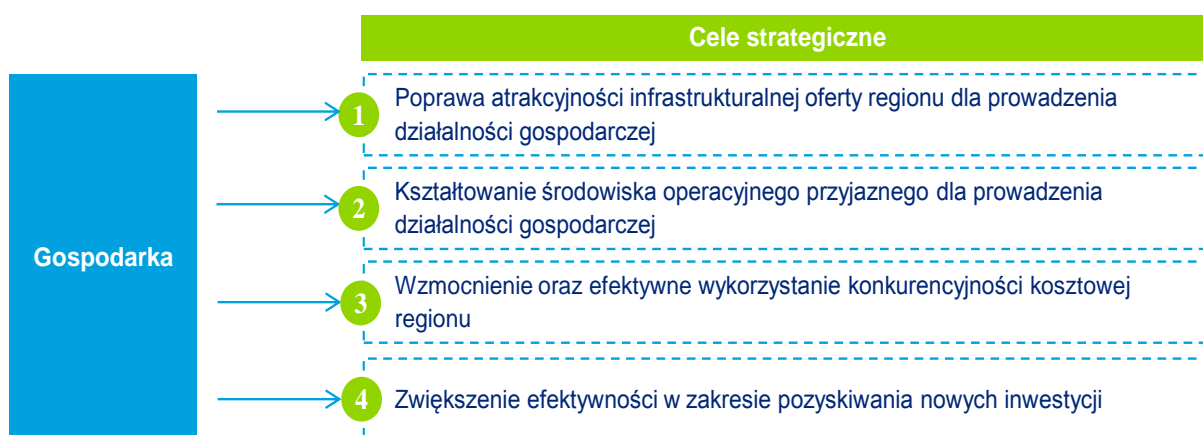 Cele strategiczne
Gospodarka
1
Poprawa atrakcyjności infrastrukturalnej oferty regionu dla prowadzenia
działalności gospodarczej
2
Kształtowanie środowiska operacyjnego przyjaznego dla prowadzenia
działalności gospodarczej
3
Wzmocnienie oraz efektywne wykorzystanie konkurencyjności kosztowej
regionu
4
Zwiększenie efektywności w zakresie pozyskiwania nowych inwestycji